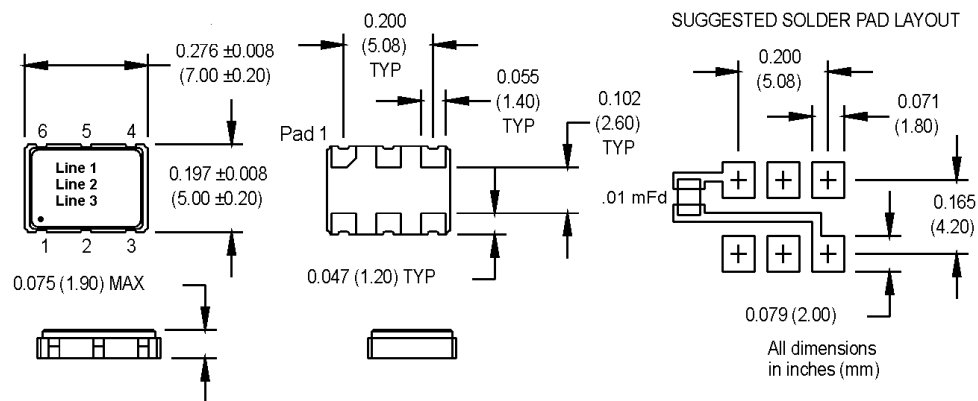 0.276 ±0.008
(7.00 ±0.20)
6 5 4
Line 1
Line 2
Line 3
1 2 3
0.197 ±0.008
(5.00 ±0.20)
0.075 (1.90) MAX
0.200
(5.08)
TYP
0.055
(1.40)
TYP
0.102
(2.60)
TYP
Pad 1
0.047 (1.20) TYP
SUGGESTED SOLDER PAD LAYOUT
0.200
(5.08)
0.071
(1.80)
.01 mFd
0.165
(4.20)
0.079 (2.00)
All dimensions
in inches (mm)